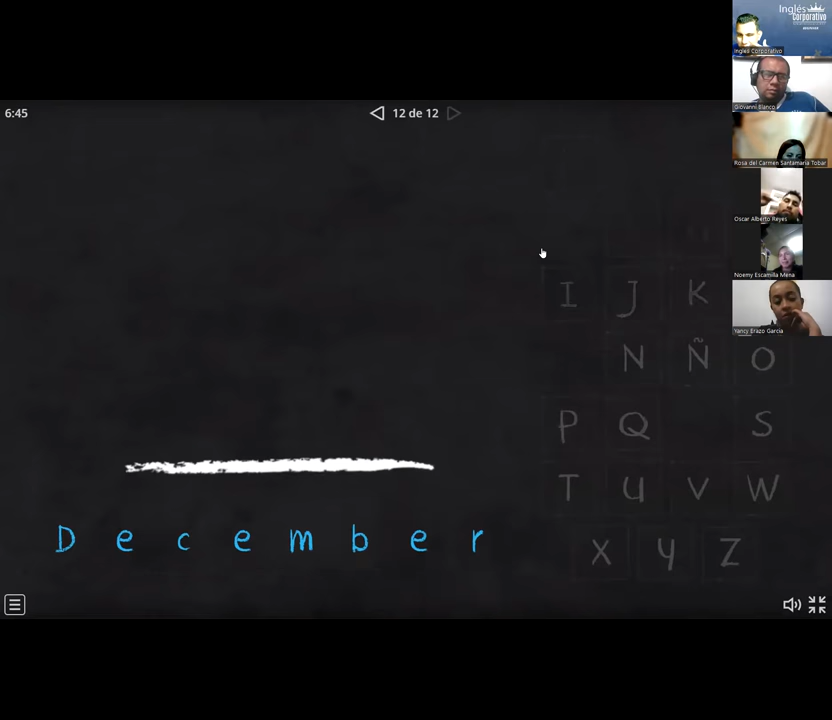 6:45
12 de 12
I J K
N Ñ O
P Q S
T U V W
X Y Z
D e c e m b e r
Inglés
Corporativo
Inglés Corporativo
Giovanni Blanco
Rosa del Carmen Santamaria Tobar
Oscar Alberto Reyes
Noemy Escamilla Mena
Yancy Erazo Garcia